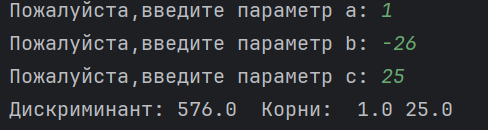 Пожалуйста,введите параметр a: 1
Пожалуйста,введите параметр b: -26
Пожалуйста,введите параметр c: 25
Дискриминант: 576.0  Корни:  1.0 25.0